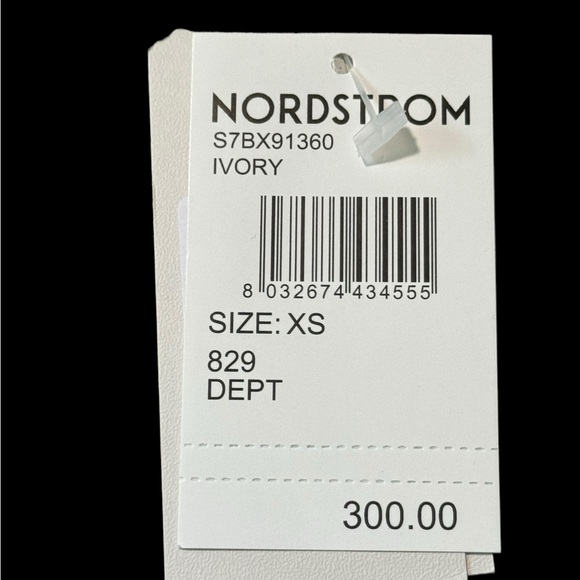 NORDSTROM
S7BX91360
IVORY
8 032674 434555
SIZE: XS
829
DEPT
300.00